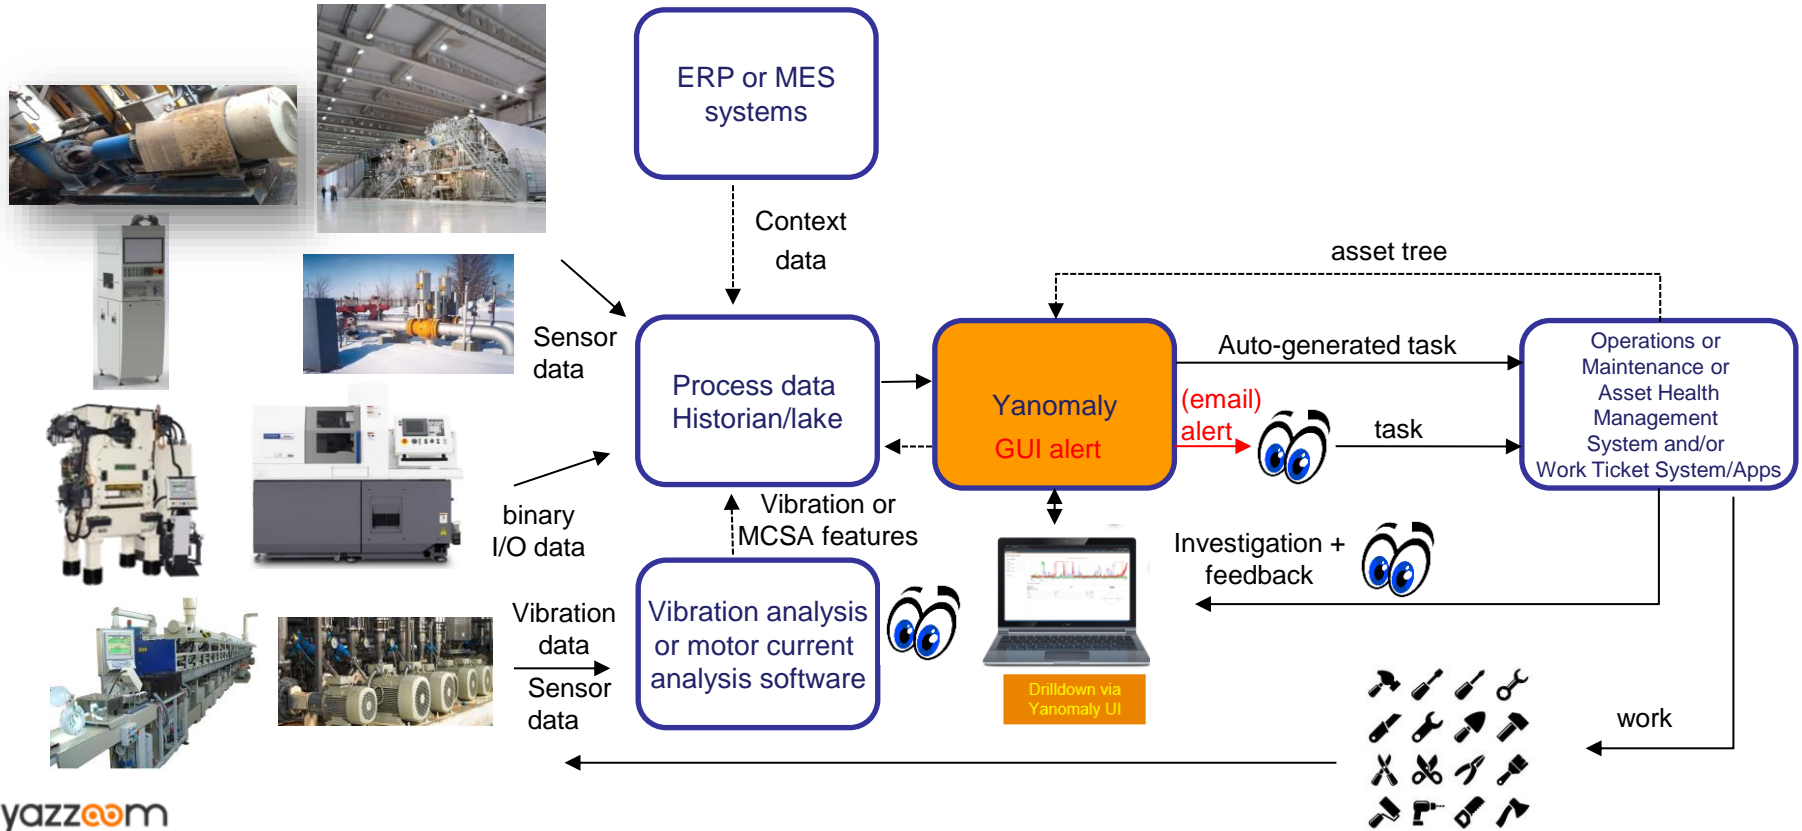 ERP or MES
systems
Context
data
asset tree
Sensor
data
Process data
Historian/lake
Yanomaly
GUI alert
Auto-generated task
(email)
alert
task
Operations or
Maintenance or
Asset Health
Management
System and/or
Work Ticket System/Apps
binary
I/O data
Vibration or
MCSA features
Investigation +
feedback
Vibration
data
Sensor
data
Vibration analysis
or motor current
analysis software
Drilldown via
Yanomaly UI
work
yazzoom